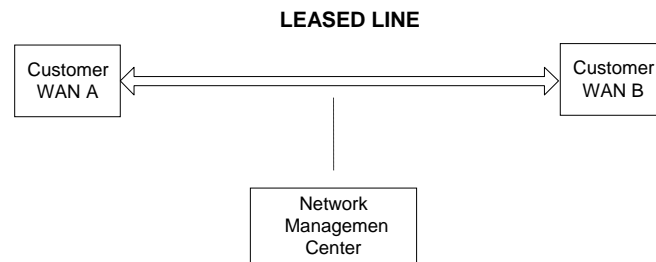 LEASED LINE
Customer
WAN A
Customer
WAN B
Network
Managemen
Center